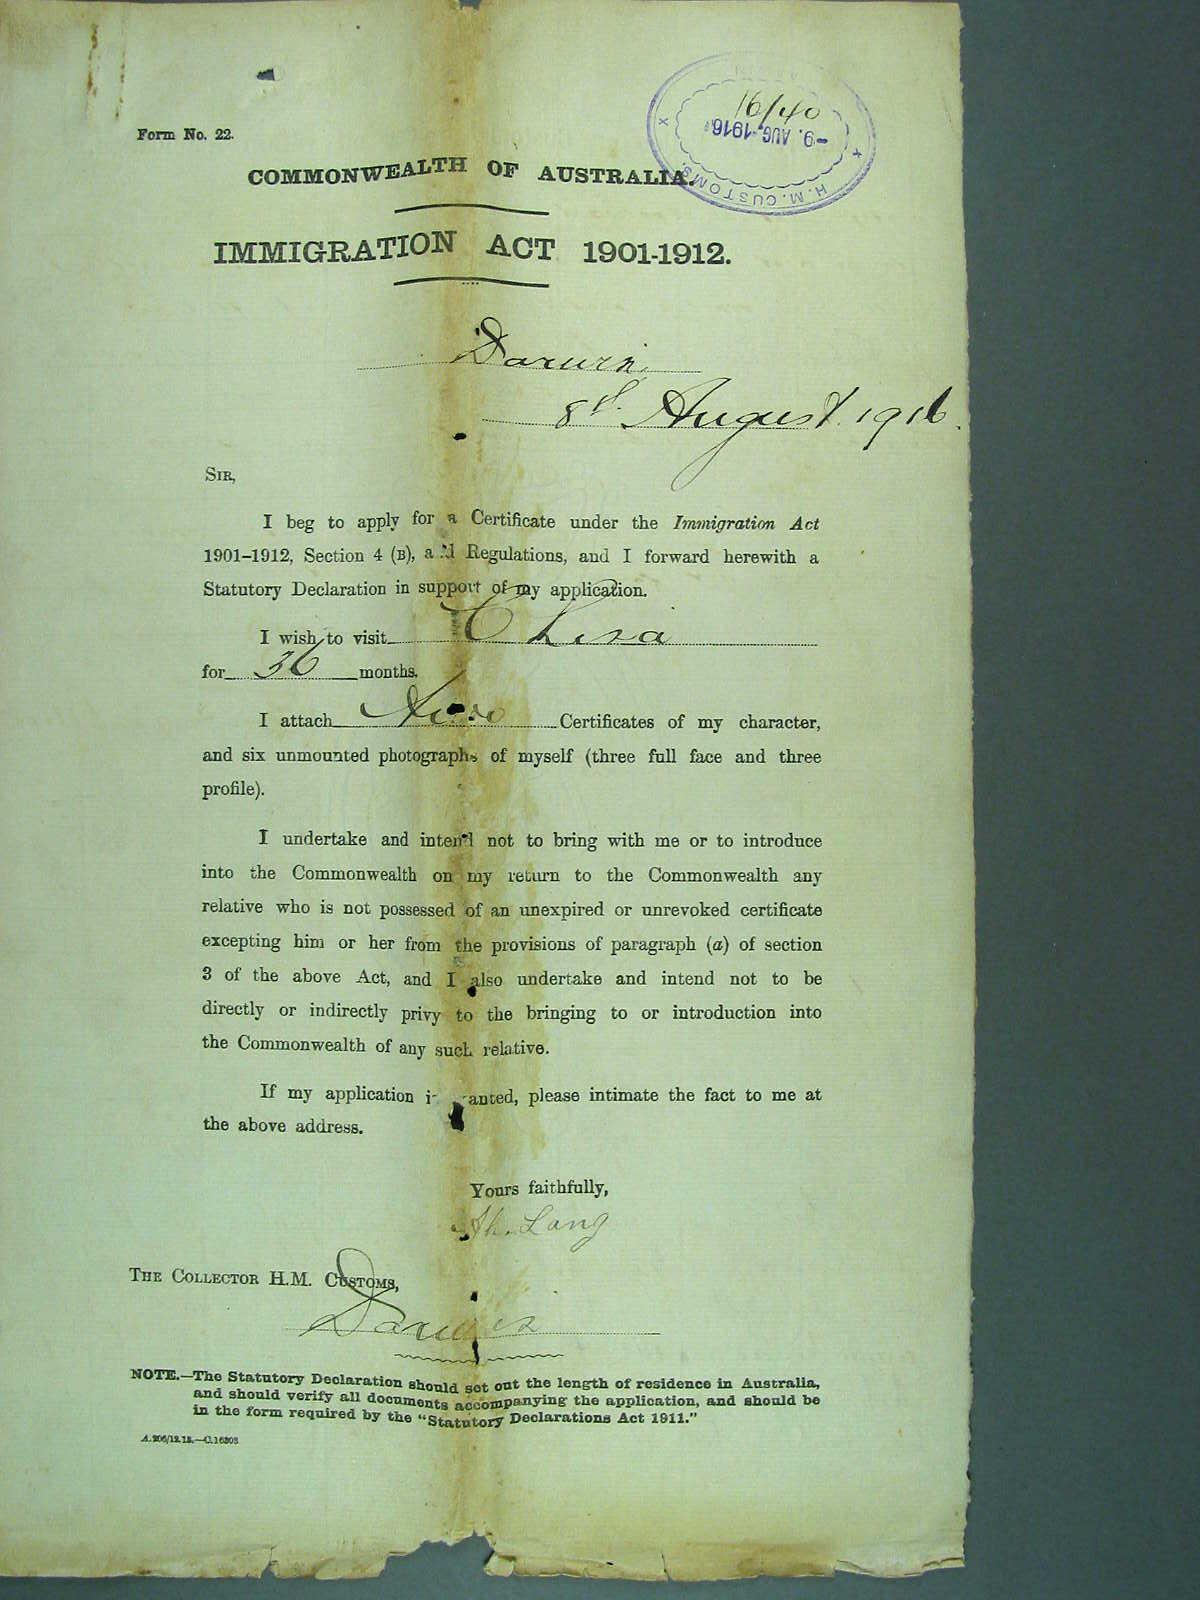 16/40
-9. AUG. 1916
H.M. CUSTOMS.
Form No. 22.
COMMONWEALTH OF AUSTRALIA.
IMMIGRATION ACT 1901-1912.
Darwin,
8th. August 1916.
SIR,
I beg to apply for a Certificate under the Immigration Act
1901-1912, Section 4 (B), and Regulations, and I forward herewith a
Statutory Declaration in support of my application.
I wish to visit China
for 36 months.
I attach Two Certificates of my character,
and six unmounted photographs of myself (three full face and three
profile).
I undertake and intend not to bring with me or to introduce
into the Commonwealth on my return to the Commonwealth any
relative who is not possessed of an unexpired or unrevoked certificate
excepting him or her from the provisions of paragraph (a) of section
3 of the above Act, and I also undertake and intend not to be
directly or indirectly privy to the bringing to or introduction into
the Commonwealth of any such relative.
If my application is granted, please intimate the fact to me at
the above address.
Yours faithfully,
Ah. Lang
THE COLLECTOR H.M. CUSTOMS,
Darwin
NOTE.—The Statutory Declaration should set out the length of residence in Australia,
and should verify all documents accompanying the application, and should be
in the form required by the "Statutory Declarations Act 1911."
C.16303